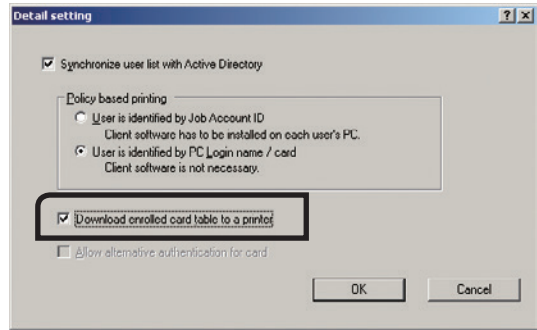 Detail setting
Synchronize user list with Active Directory
Policy based printing
User is identified by Job Account ID
Client software has to be installed on each user's PC.
User is identified by PC Login name / card
Client software is not necessary.
Download enrolled card table to a printer
Allow alternative authentication for card
OK Cancel